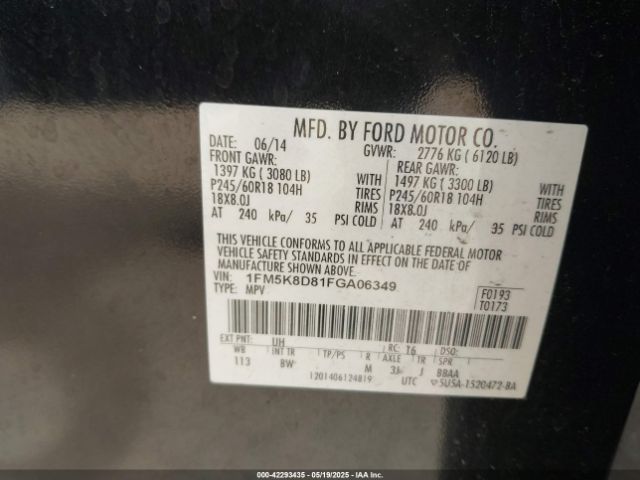 MFD. BY FORD MOTOR CO.
DATE: 06/14 GVWR: 2776 KG ( 6120 LB)
FRONT GAWR: REAR GAWR:
1397 KG ( 3080 LB) WITH 1497 KG ( 3300 LB) WITH
P245/60R18 104H TIRES P245/60R18 104H TIRES
18X8.0J RIMS 18X8.0J RIMS
AT 240 kPa/ 35 PSI COLD AT 240 kPa/ 35 PSI COLD
THIS VEHICLE CONFORMS TO ALL APPLICABLE FEDERAL MOTOR
VEHICLE SAFETY STANDARDS IN EFFECT ON THE DATE OF
MANUFACTURE SHOWN ABOVE.
VIN: 1FM5K8D81FGA06349
TYPE: MPV
F0193
T0173
EXT PNT: UH RC: 76 DSO:
WB INT TR TP/PS R AXLE TR SPR
113 BW M 3J J BBAA
1201406124819 UTC 5USA-1520472-BA
000-42293435 - 05/19/2025 - IAA Inc.